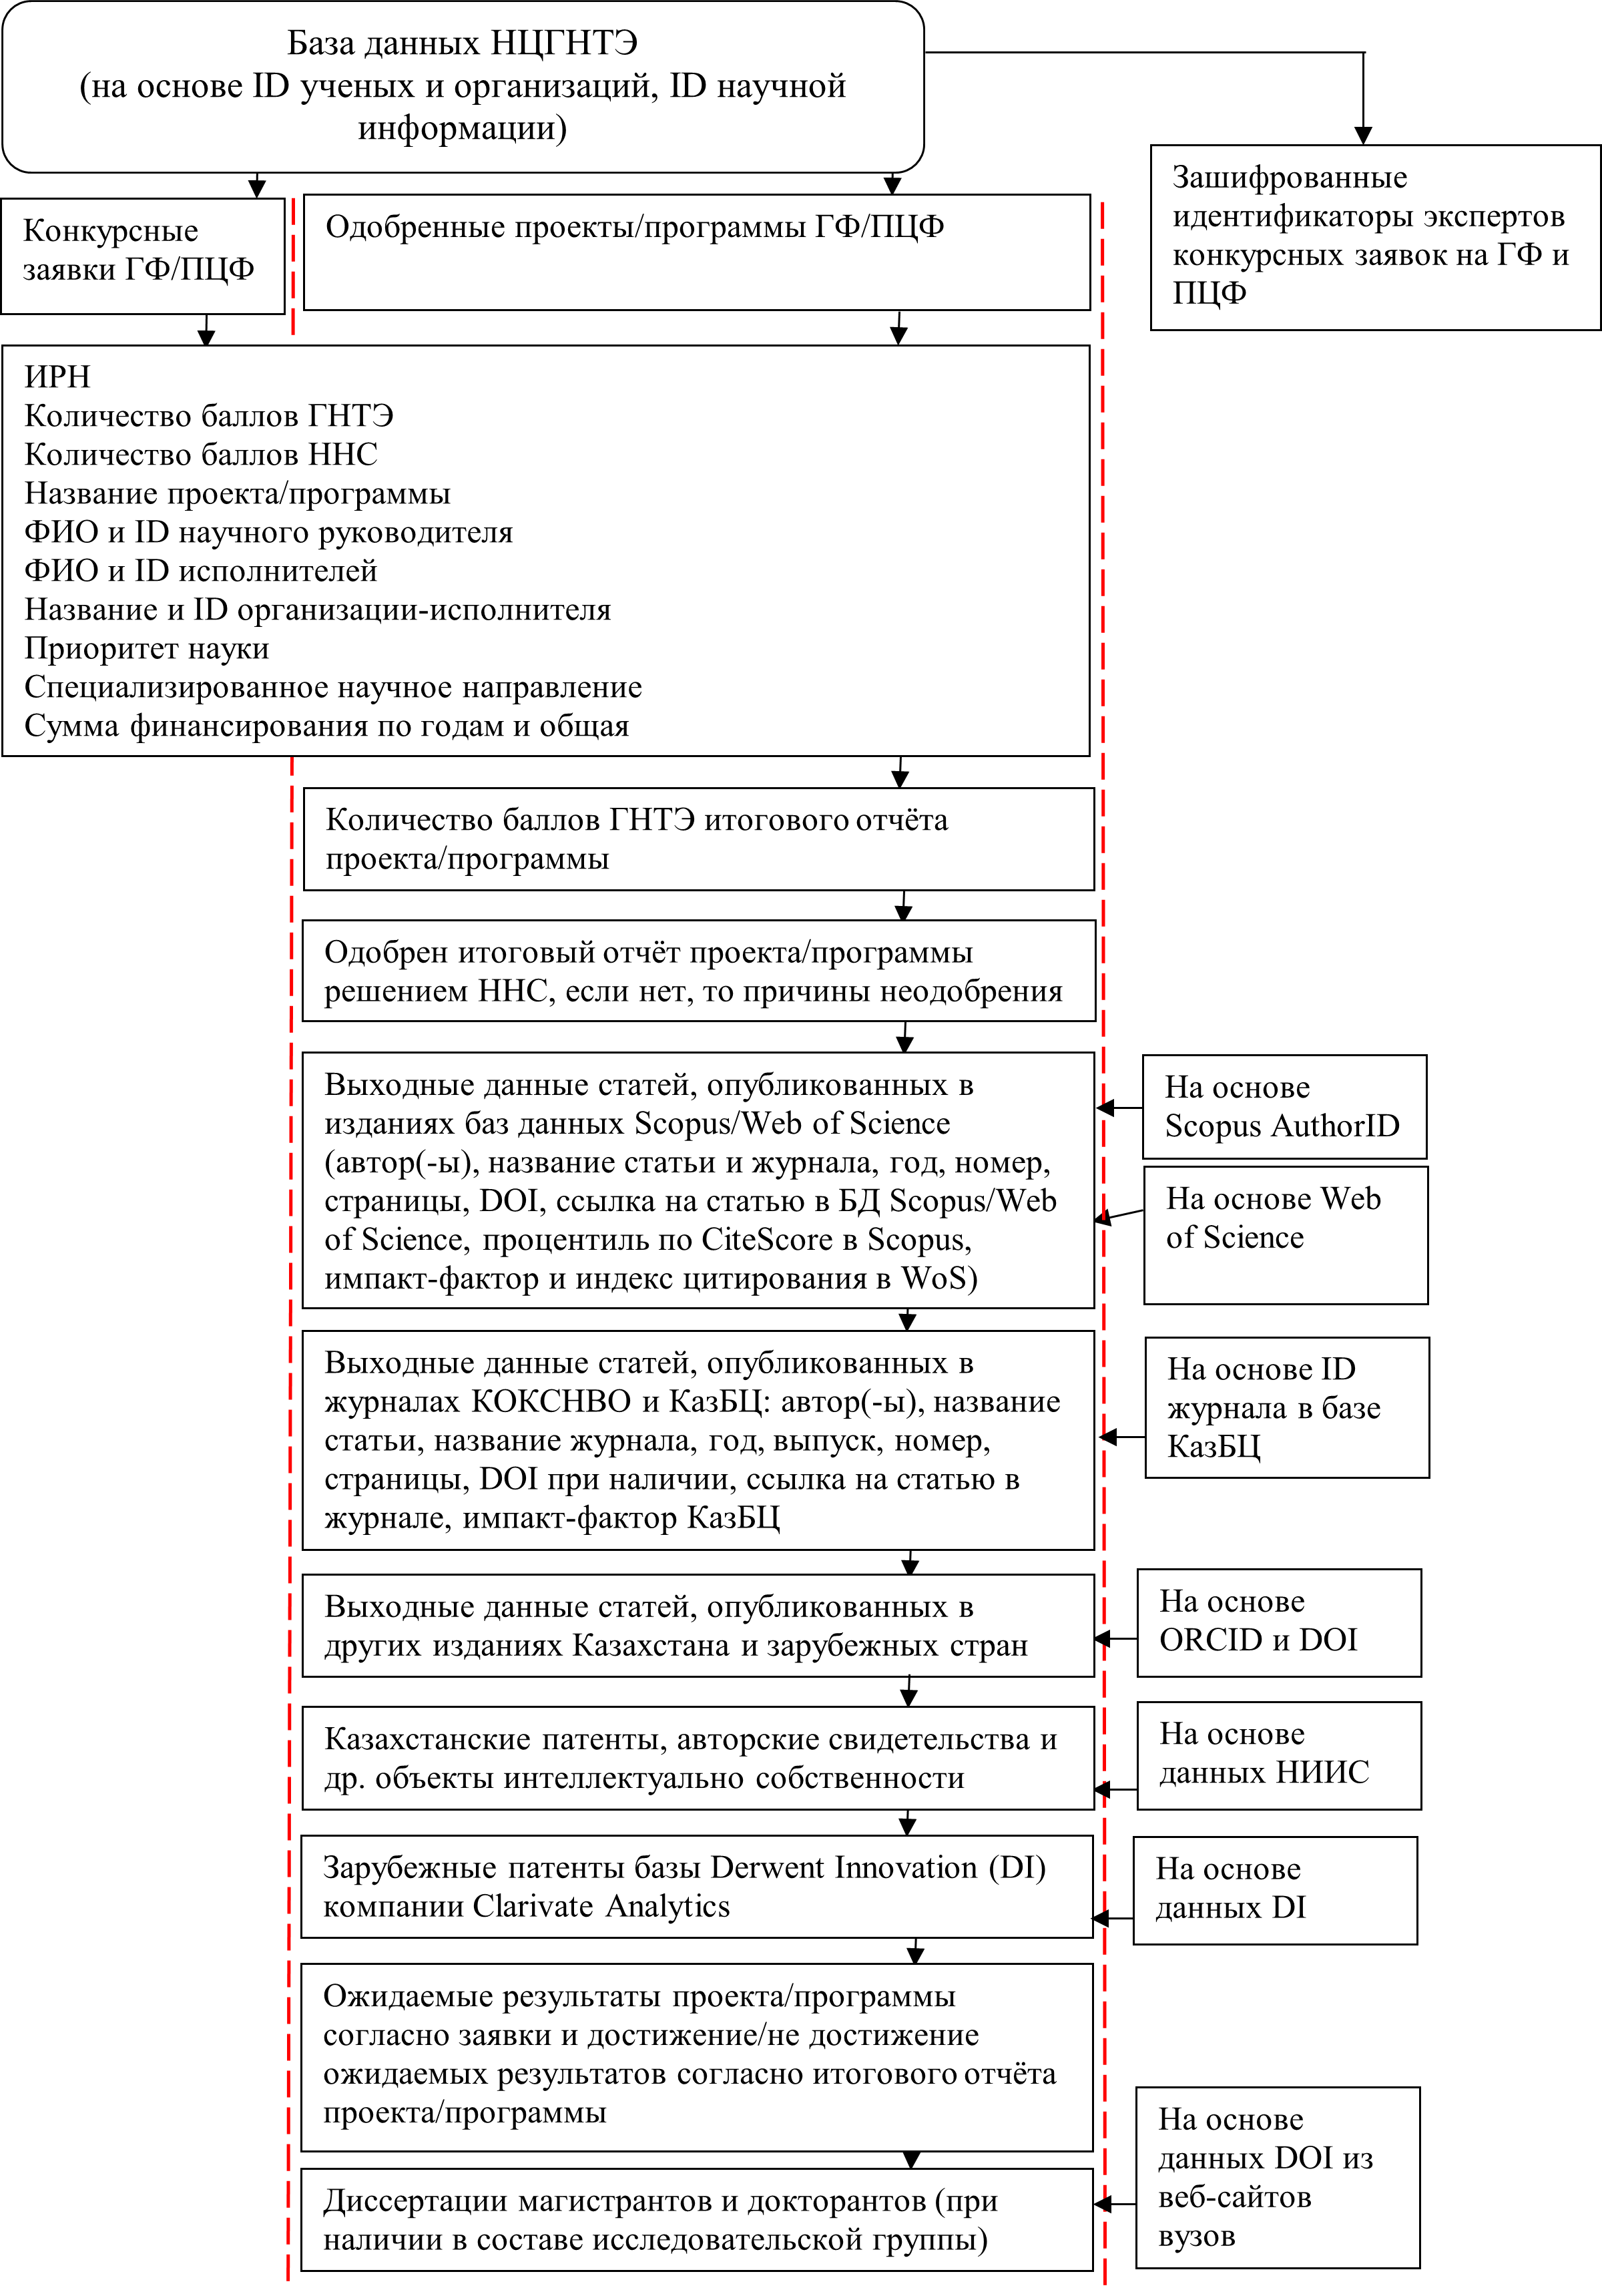 База данных НЦГНТЭ
(на основе ID ученых и организаций, ID научной
информации)
Зашифрованные
идентификаторы экспертов
конкурсных заявок на ГФ и
ПЦФ
Конкурсные
заявки ГФ/ПЦФ
Одобренные проекты/программы ГФ/ПЦФ
ИРН
Количество баллов ГНТЭ
Количество баллов ННС
Название проекта/программы
ФИО и ID научного руководителя
ФИО и ID исполнителей
Название и ID организации-исполнителя
Приоритет науки
Специализированное научное направление
Сумма финансирования по годам и общая
Количество баллов ГНТЭ итогового отчёта
проекта/программы
Одобрен итоговый отчёт проекта/программы
решением ННС, если нет, то причины неодобрения
Выходные данные статей, опубликованных в
изданиях баз данных Scopus/Web of Science
(автор(-ы), название статьи и журнала, год, номер,
страницы, DOI, ссылка на статью в БД Scopus/Web
of Science, процентиль по CiteScore в Scopus,
импакт-фактор и индекс цитирования в WoS)
На основе
Scopus AuthorID
На основе Web
of Science
Выходные данные статей, опубликованных в
журналах КОКСНВО и КазБЦ: автор(-ы), название
статьи, название журнала, год, выпуск, номер,
страницы, DOI при наличии, ссылка на статью в
журнале, импакт-фактор КазБЦ
На основе ID
журнала в базе
КазБЦ
Выходные данные статей, опубликованных в
других изданиях Казахстана и зарубежных стран
На основе
ORCID и DOI
Казахстанские патенты, авторские свидетельства и
др. объекты интеллектуально собственности
На основе
данных НИИС
Зарубежные патенты базы Derwent Innovation (DI)
компании Clarivate Analytics
На основе
данных DI
Ожидаемые результаты проекта/программы
согласно заявки и достижение/не достижение
ожидаемых результатов согласно итогового отчёта
проекта/программы
Диссертации магистрантов и докторантов (при
наличии в составе исследовательской группы)
На основе
данных DOI из
веб-сайтов
вузов